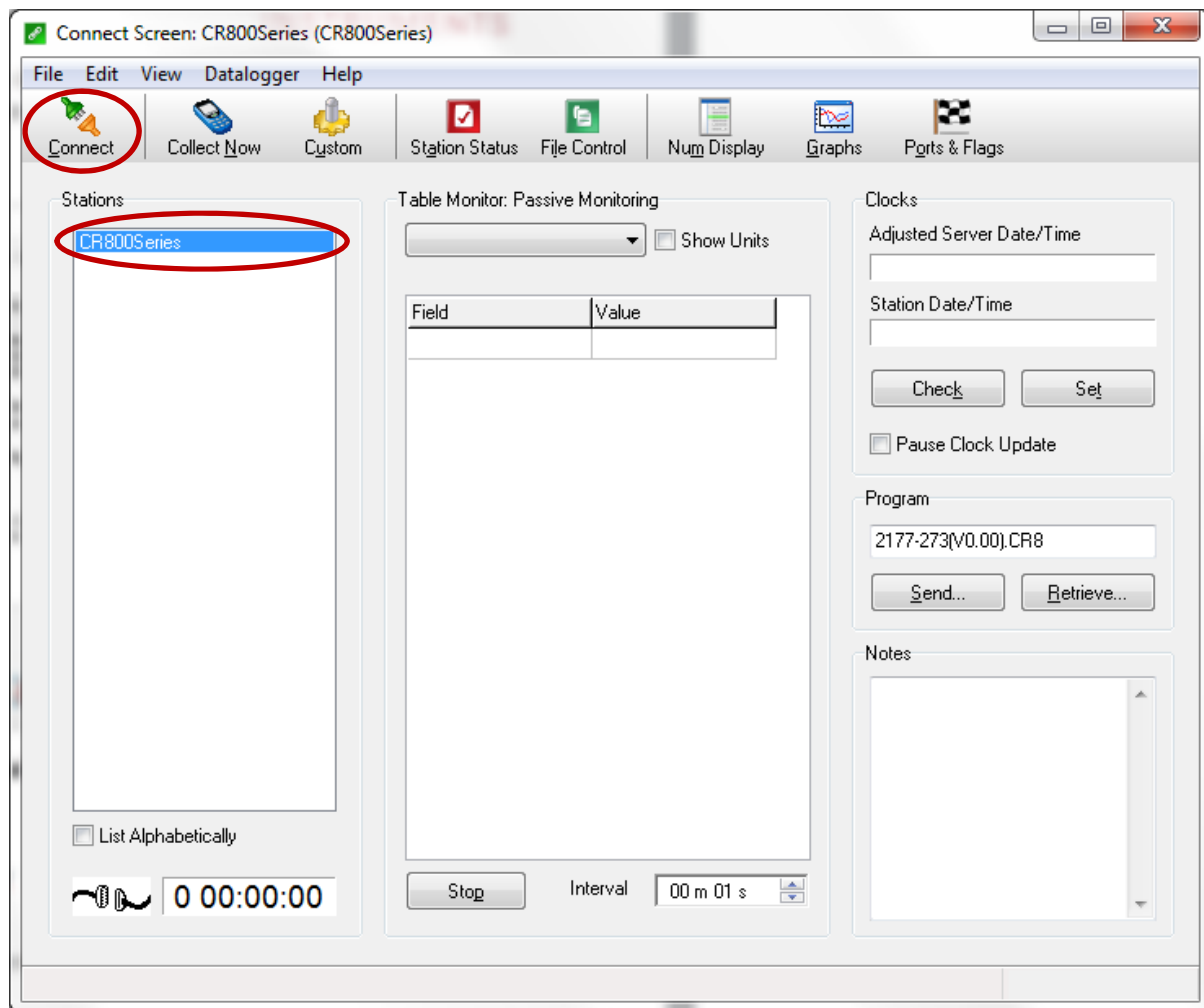 Connect Screen: CR800Series (CR800Series)
File Edit View Datalogger Help
Connect Collect Now Custom Station Status File Control Num Display Graphs Ports & Flags
Stations
CR800Series
List Alphabetically
0 00:00:00
Table Monitor: Passive Monitoring
Show Units
Field Value
Stop Interval 00 m 01 s
Clocks
Adjusted Server Date/Time
Station Date/Time
Check Set
Pause Clock Update
Program
2177-273(V0.00).CR8
Send... Retrieve...
Notes